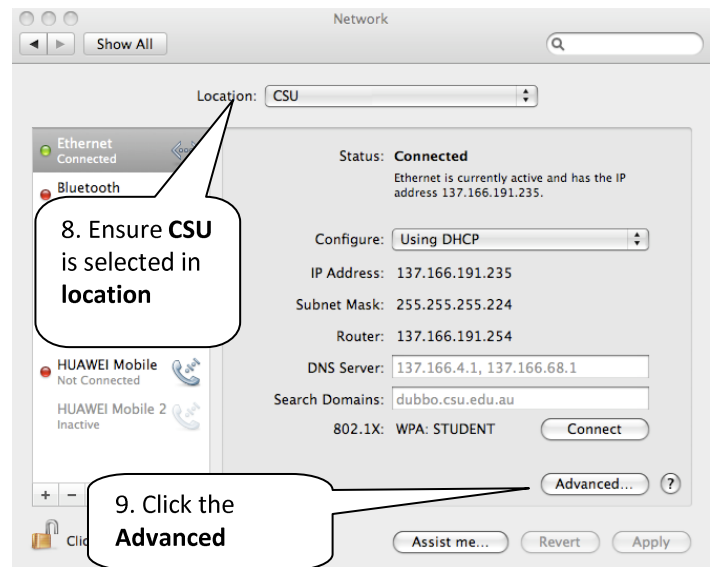 Network
Show All
Location: CSU
Ethernet
Connected
Bluetooth
8. Ensure CSU
is selected in
location
HUAWEI Mobile
Not Connected
HUAWEI Mobile 2
Inactive
+ -
Status: Connected
Ethernet is currently active and has the IP
address 137.166.191.235.
Configure: Using DHCP
IP Address: 137.166.191.235
Subnet Mask: 255.255.255.224
Router: 137.166.191.254
DNS Server: 137.166.4.1, 137.166.68.1
Search Domains: dubbo.csu.edu.au
802.1X: WPA: STUDENT Connect
Advanced... ?
9. Click the
Advanced
Assist me... Revert Apply